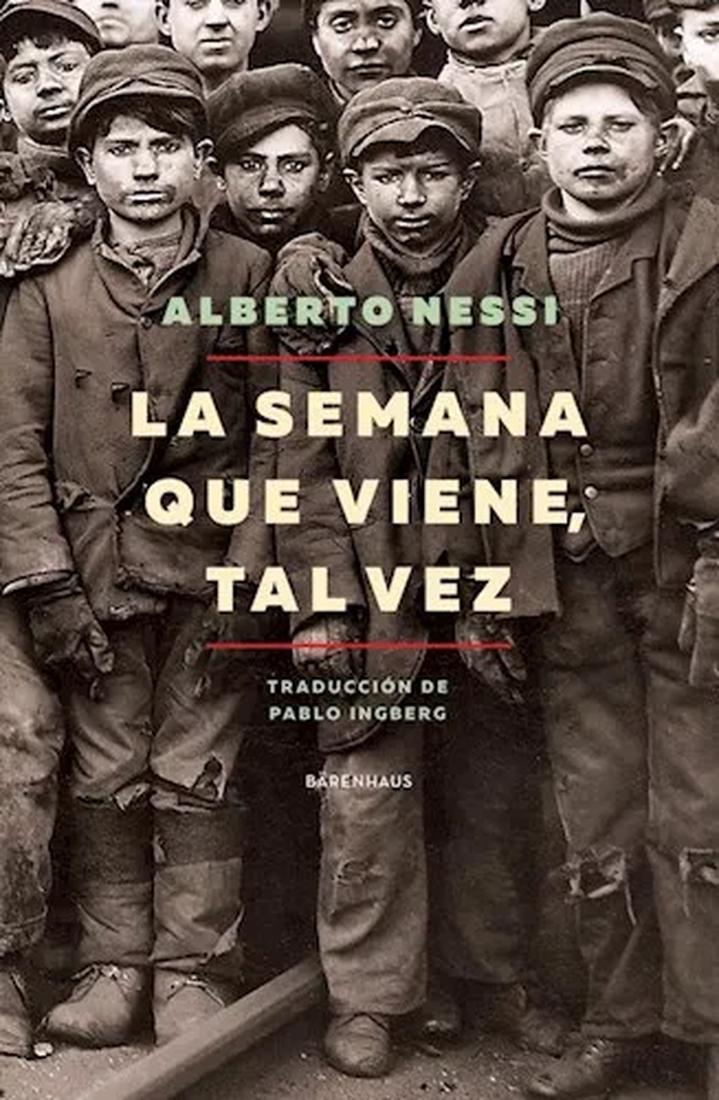 ALBERTO NESSI
LA SEMANA
QUE VIENE,
TAL VEZ
TRADUCCIÓN DE
PABLO INGBERG
BÄRENHAUS